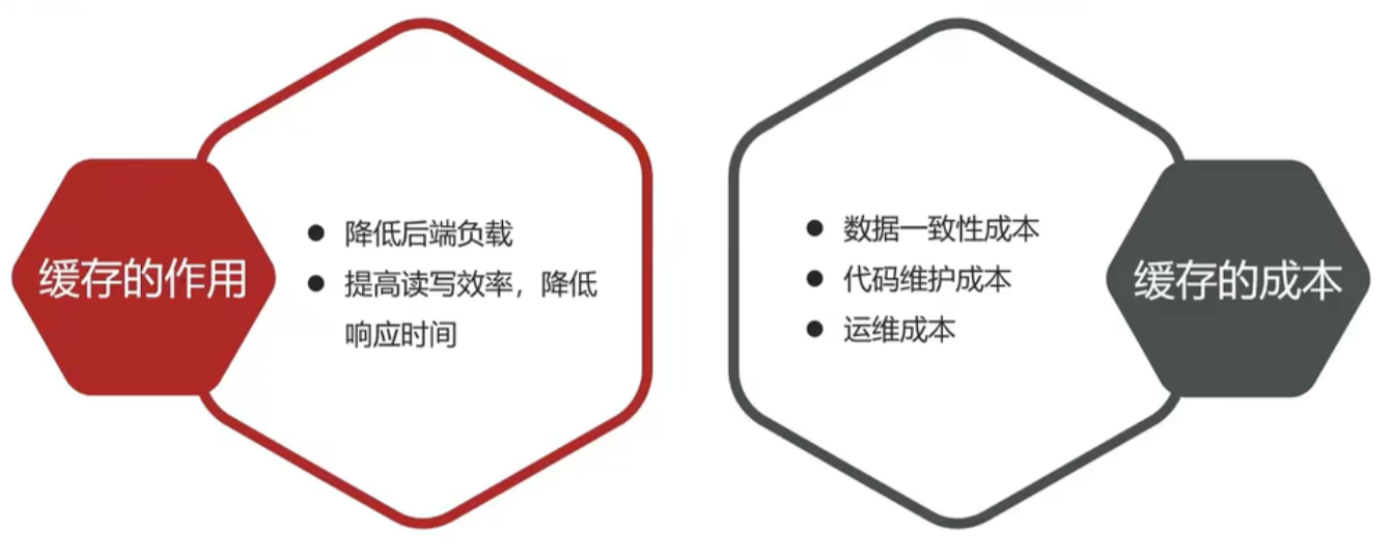 缓存的作用
● 降低后端负载
● 提高读写效率，降低
响应时间
● 数据一致性成本
● 代码维护成本
● 运维成本
缓存的成本